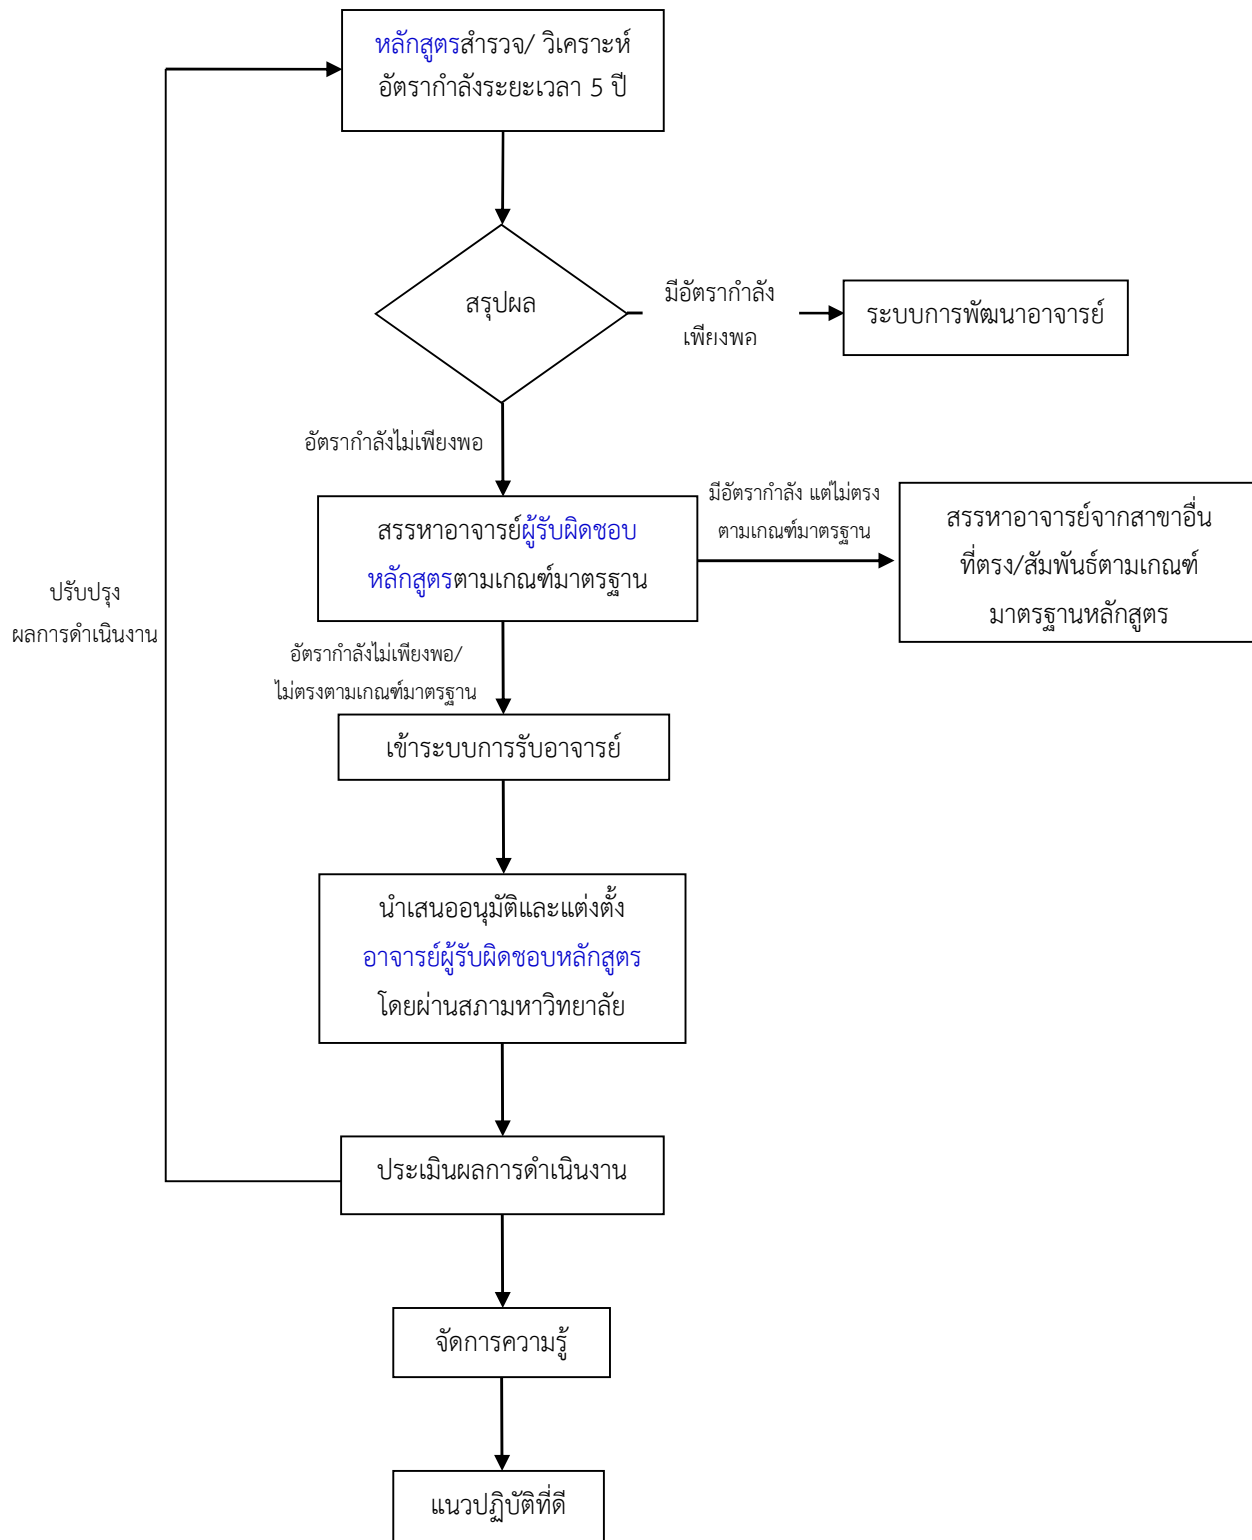 หลักสูตรสำรวจ/ วิเคราะห์
อัตรากำลังระยะเวลา 5 ปี
สรุปผล
มีอัตรากำลัง
เพียงพอ
ระบบการพัฒนาอาจารย์
อัตรากำลังไม่เพียงพอ
สรรหาอาจารย์ผู้รับผิดชอบ
หลักสูตรตามเกณฑ์มาตรฐาน
มีอัตรากำลัง แต่ไม่ตรง
ตามเกณฑ์มาตรฐาน
สรรหาอาจารย์จากสาขาอื่น
ที่ตรง/สัมพันธ์ตามเกณฑ์
มาตรฐานหลักสูตร
ปรับปรุง
ผลการดำเนินงาน
อัตรากำลังไม่เพียงพอ/
ไม่ตรงตามเกณฑ์มาตรฐาน
เข้าระบบการรับอาจารย์
นำเสนออนุมัติและแต่งตั้ง
อาจารย์ผู้รับผิดชอบหลักสูตร
โดยผ่านสภามหาวิทยาลัย
ประเมินผลการดำเนินงาน
จัดการความรู้
แนวปฏิบัติที่ดี